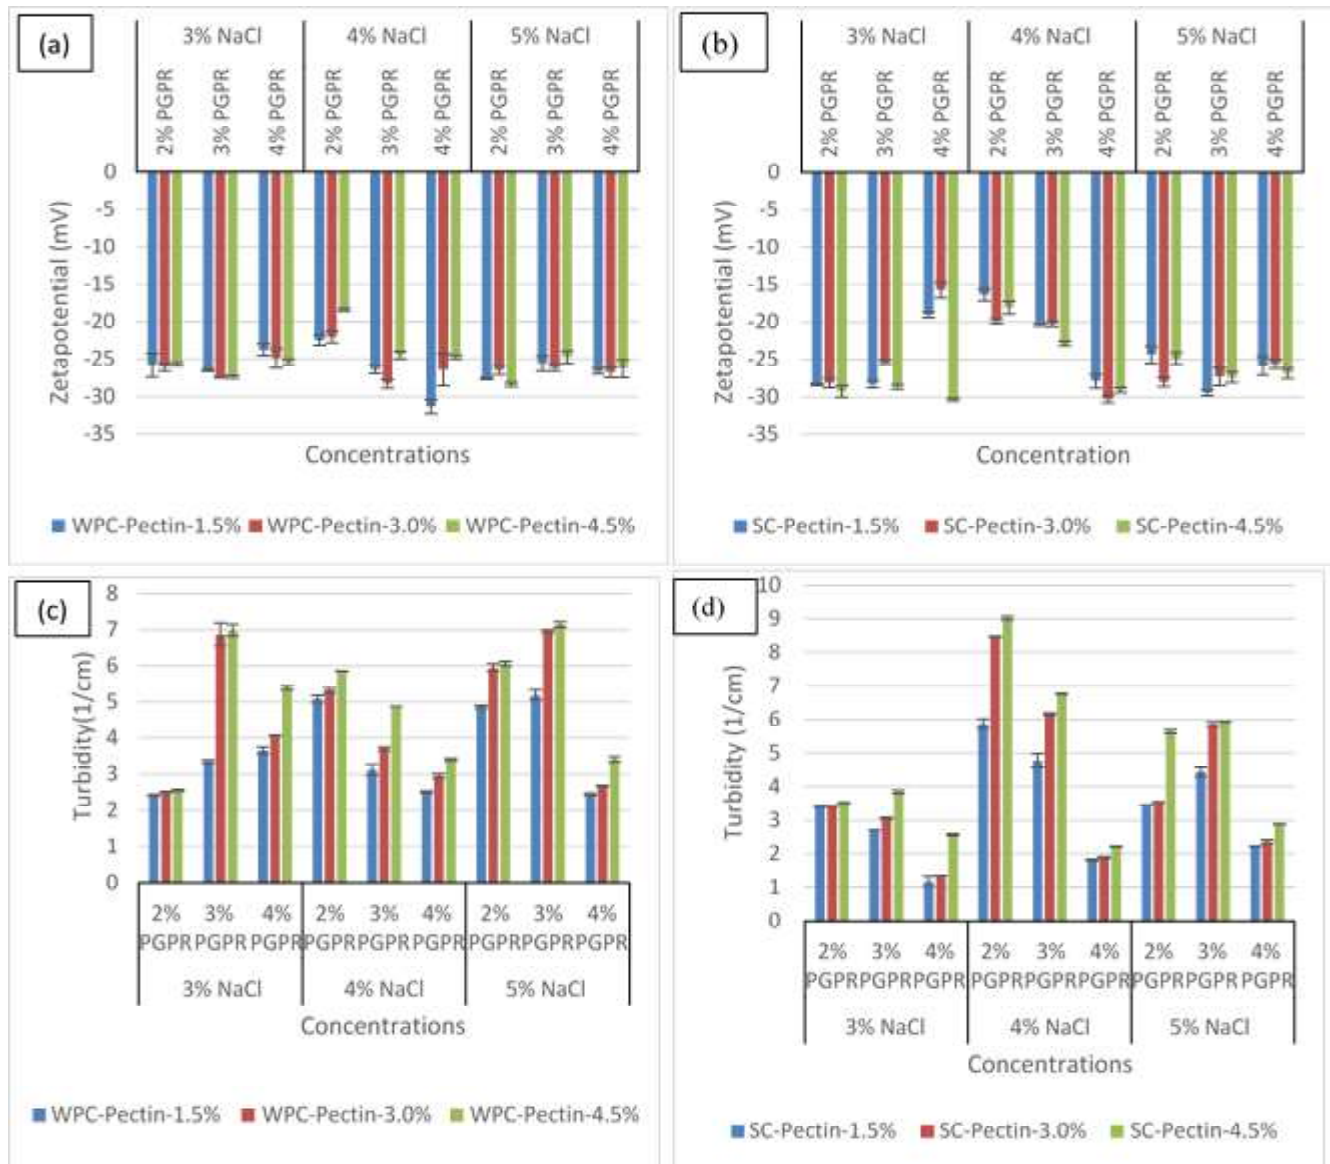 (a)
3% NaCl 4% NaCl 5% NaCl
2% PGPR 3% PGPR 4% PGPR 2% PGPR 3% PGPR 4% PGPR 2% PGPR 3% PGPR 4% PGPR
Zetapotential (mV)
0
-5
-10
-15
-20
-25
-30
-35
Concentrations
WPC-Pectin-1.5% WPC-Pectin-3.0% WPC-Pectin-4.5%
(b)
3% NaCl 4% NaCl 5% NaCl
2% PGPR 3% PGPR 4% PGPR 2% PGPR 3% PGPR 4% PGPR 2% PGPR 3% PGPR 4% PGPR
Zetapotential (mV)
0
-5
-10
-15
-20
-25
-30
-35
Concentration
SC-Pectin-1.5% SC-Pectin-3.0% SC-Pectin-4.5%
(c)
Turbidity(1/cm)
8
7
6
5
4
3
2
1
0
2% 3% 4% 2% 3% 4% 2% 3% 4%
PGPR PGPR PGPR PGPR PGPR PGPR PGPR PGPR PGPR
3% NaCl 4% NaCl 5% NaCl
Concentrations
WPC-Pectin-1.5% WPC-Pectin-3.0% WPC-Pectin-4.5%
(d)
Turbidity (1/cm)
10
9
8
7
6
5
4
3
2
1
0
2% 3% 4% 2% 3% 4% 2% 3% 4%
PGPR PGPR PGPR PGPR PGPR PGPR PGPR PGPR PGPR
3% NaCl 4% NaCl 5% NaCl
Concentrations
SC-Pectin-1.5% SC-Pectin-3.0% SC-Pectin-4.5%